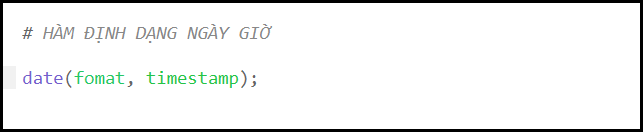 # HÀM ĐỊNH DẠNG NGÀY GIỜ
date(fomat, timestamp);